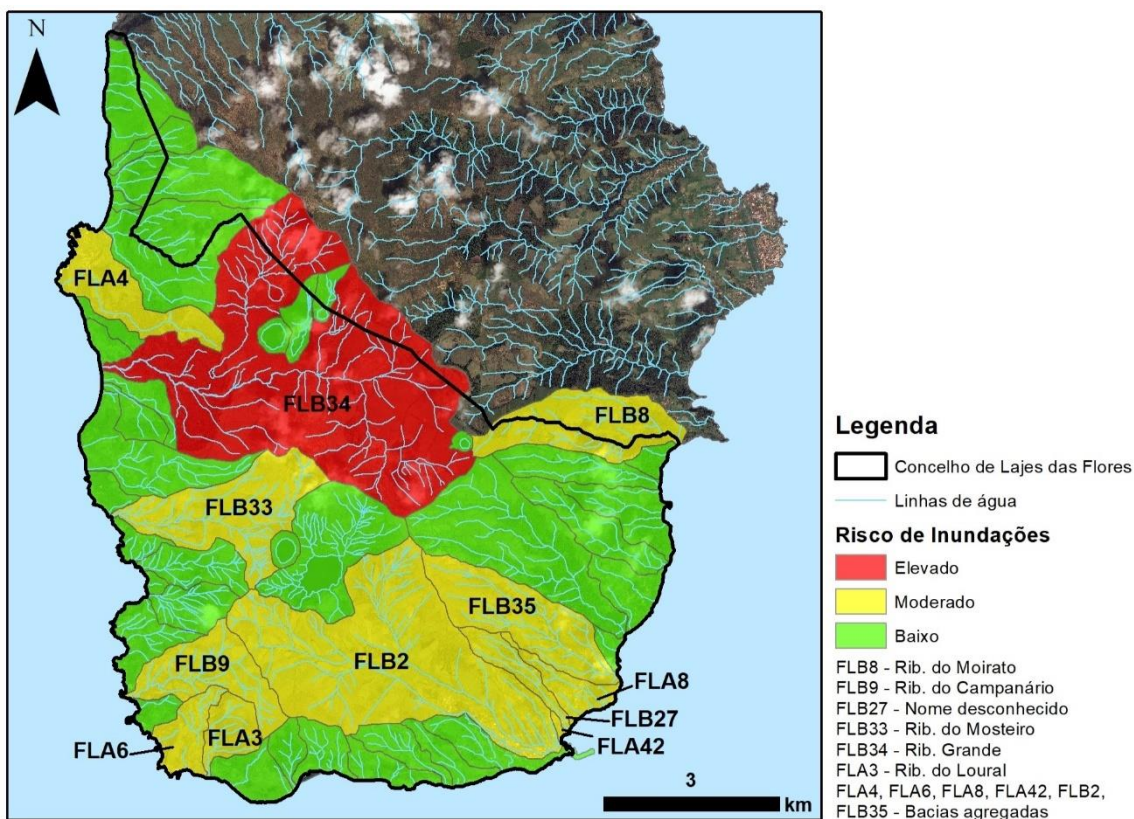 N
FLA4
FLB34
FLB8
FLB33
FLB35
FLB9
FLB2
FLA8
FLB27
FLA6
FLA3
FLA42
3
km
Legenda
Concelho de Lajes das Flores
Linhas de água
Risco de Inundações
Elevado
Moderado
Baixo
FLB8 - Rib. do Moirato
FLB9 - Rib. do Campanário
FLB27 - Nome desconhecido
FLB33 - Rib. do Mosteiro
FLB34 - Rib. Grande
FLA3 - Rib. do Loural
FLA4, FLA6, FLA8, FLA42, FLB2,
FLB35 - Bacias agregadas